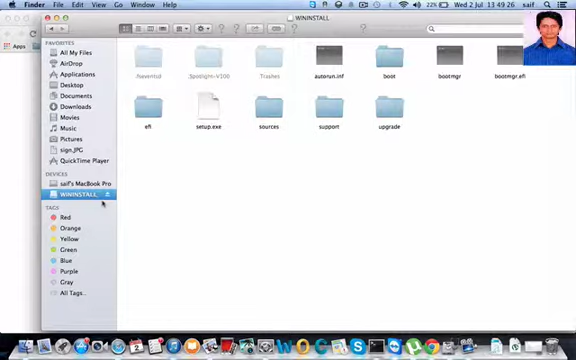 Finder File Edit View Go Window Help 22% Wed 2 Jul 13:49:26 saif
WININSTALL
Apps
FAVORITES
All My Files
AirDrop
Applications
Desktop
Documents
Downloads
Movies
Music
Pictures
sign.JPG
QuickTime Player
DEVICES
saif's MacBook Pro
WININSTALL
TAGS
Red
Orange
Yellow
Green
Blue
Purple
Gray
All Tags...
.fseventsd .Spotlight-V100 .Trashes autorun.inf boot bootmgr bootmgr.efi
efi setup.exe sources support upgrade